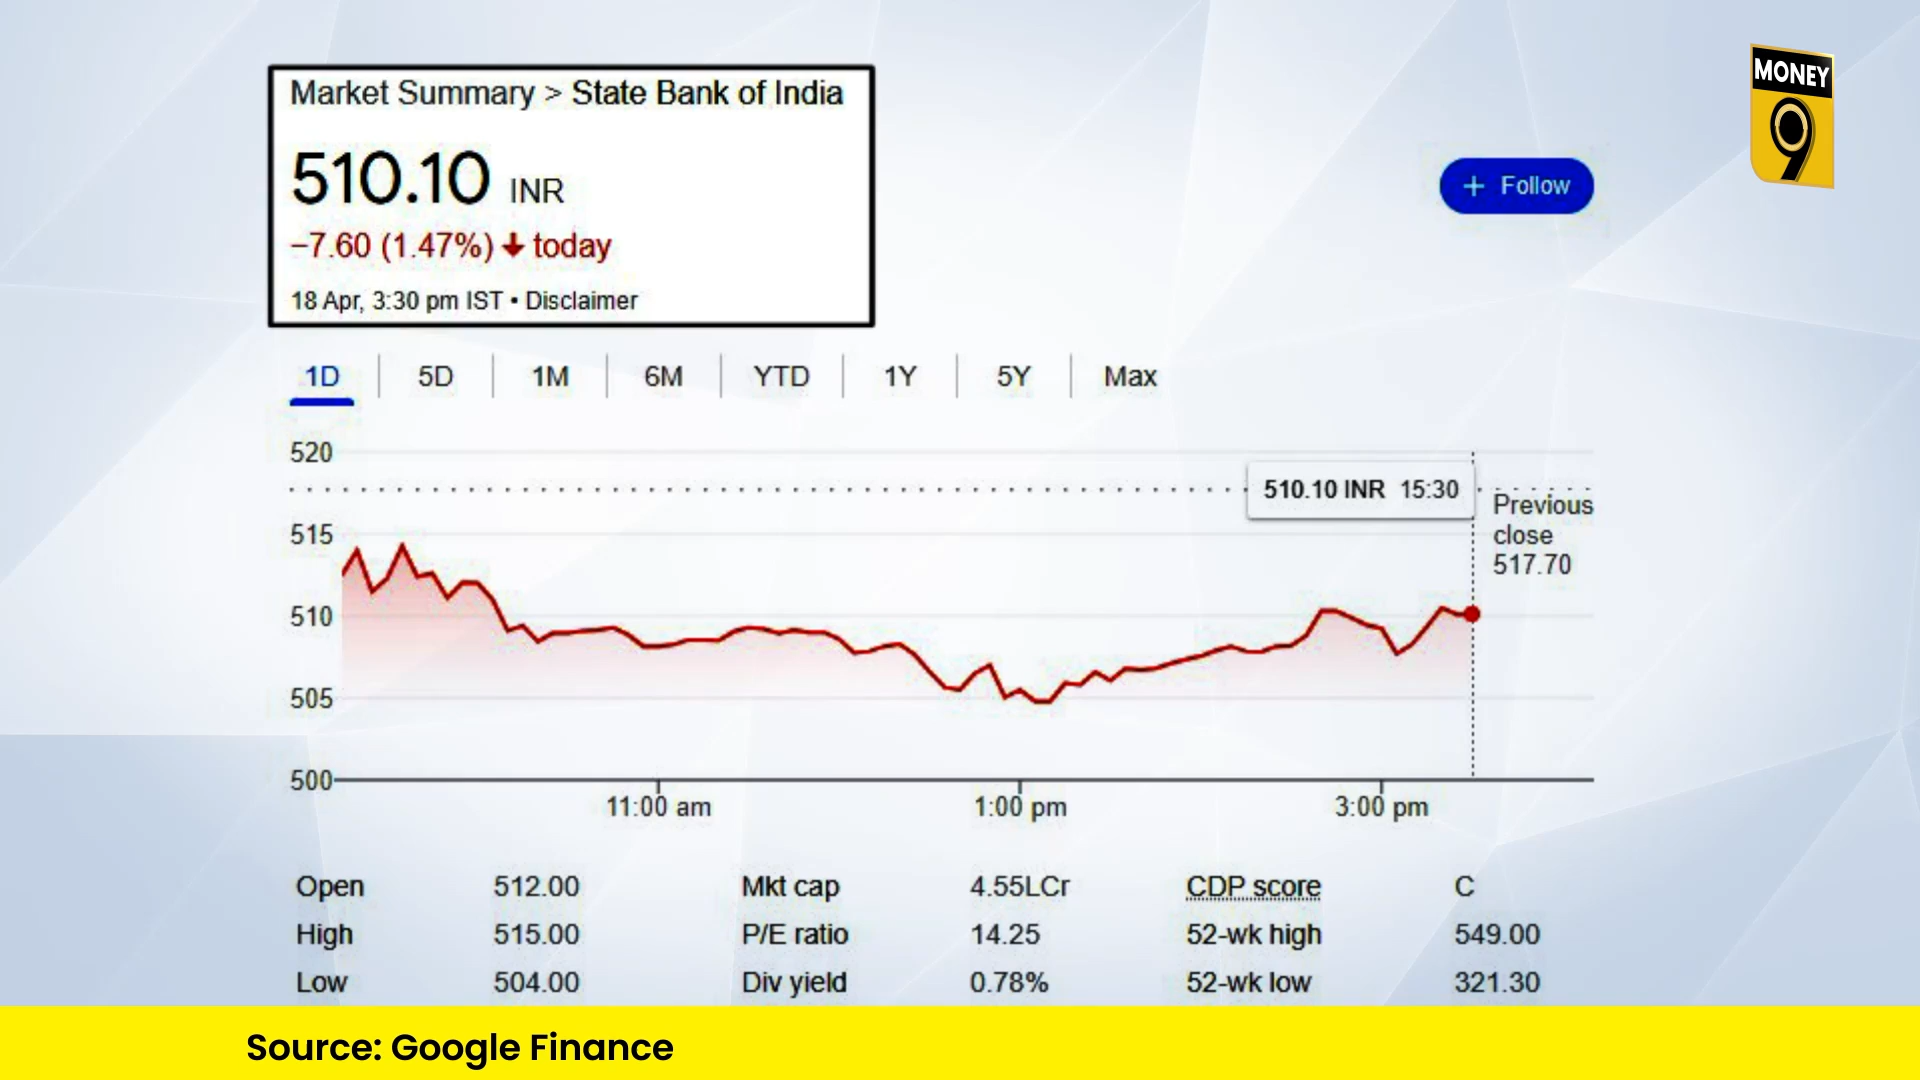 MONEY
9
Market Summary > State Bank of India
510.10 INR
−7.60 (1.47%) ↓ today
18 Apr, 3:30 pm IST • Disclaimer
+ Follow
1D 5D 1M 6M YTD 1Y 5Y Max
520
510.10 INR 15:30
Previous
close
517.70
515
510
505
500
11:00 am 1:00 pm 3:00 pm
Open 512.00 Mkt cap 4.55LCr CDP score C
High 515.00 P/E ratio 14.25 52-wk high 549.00
Low 504.00 Div yield 0.78% 52-wk low 321.30
Source: Google Finance